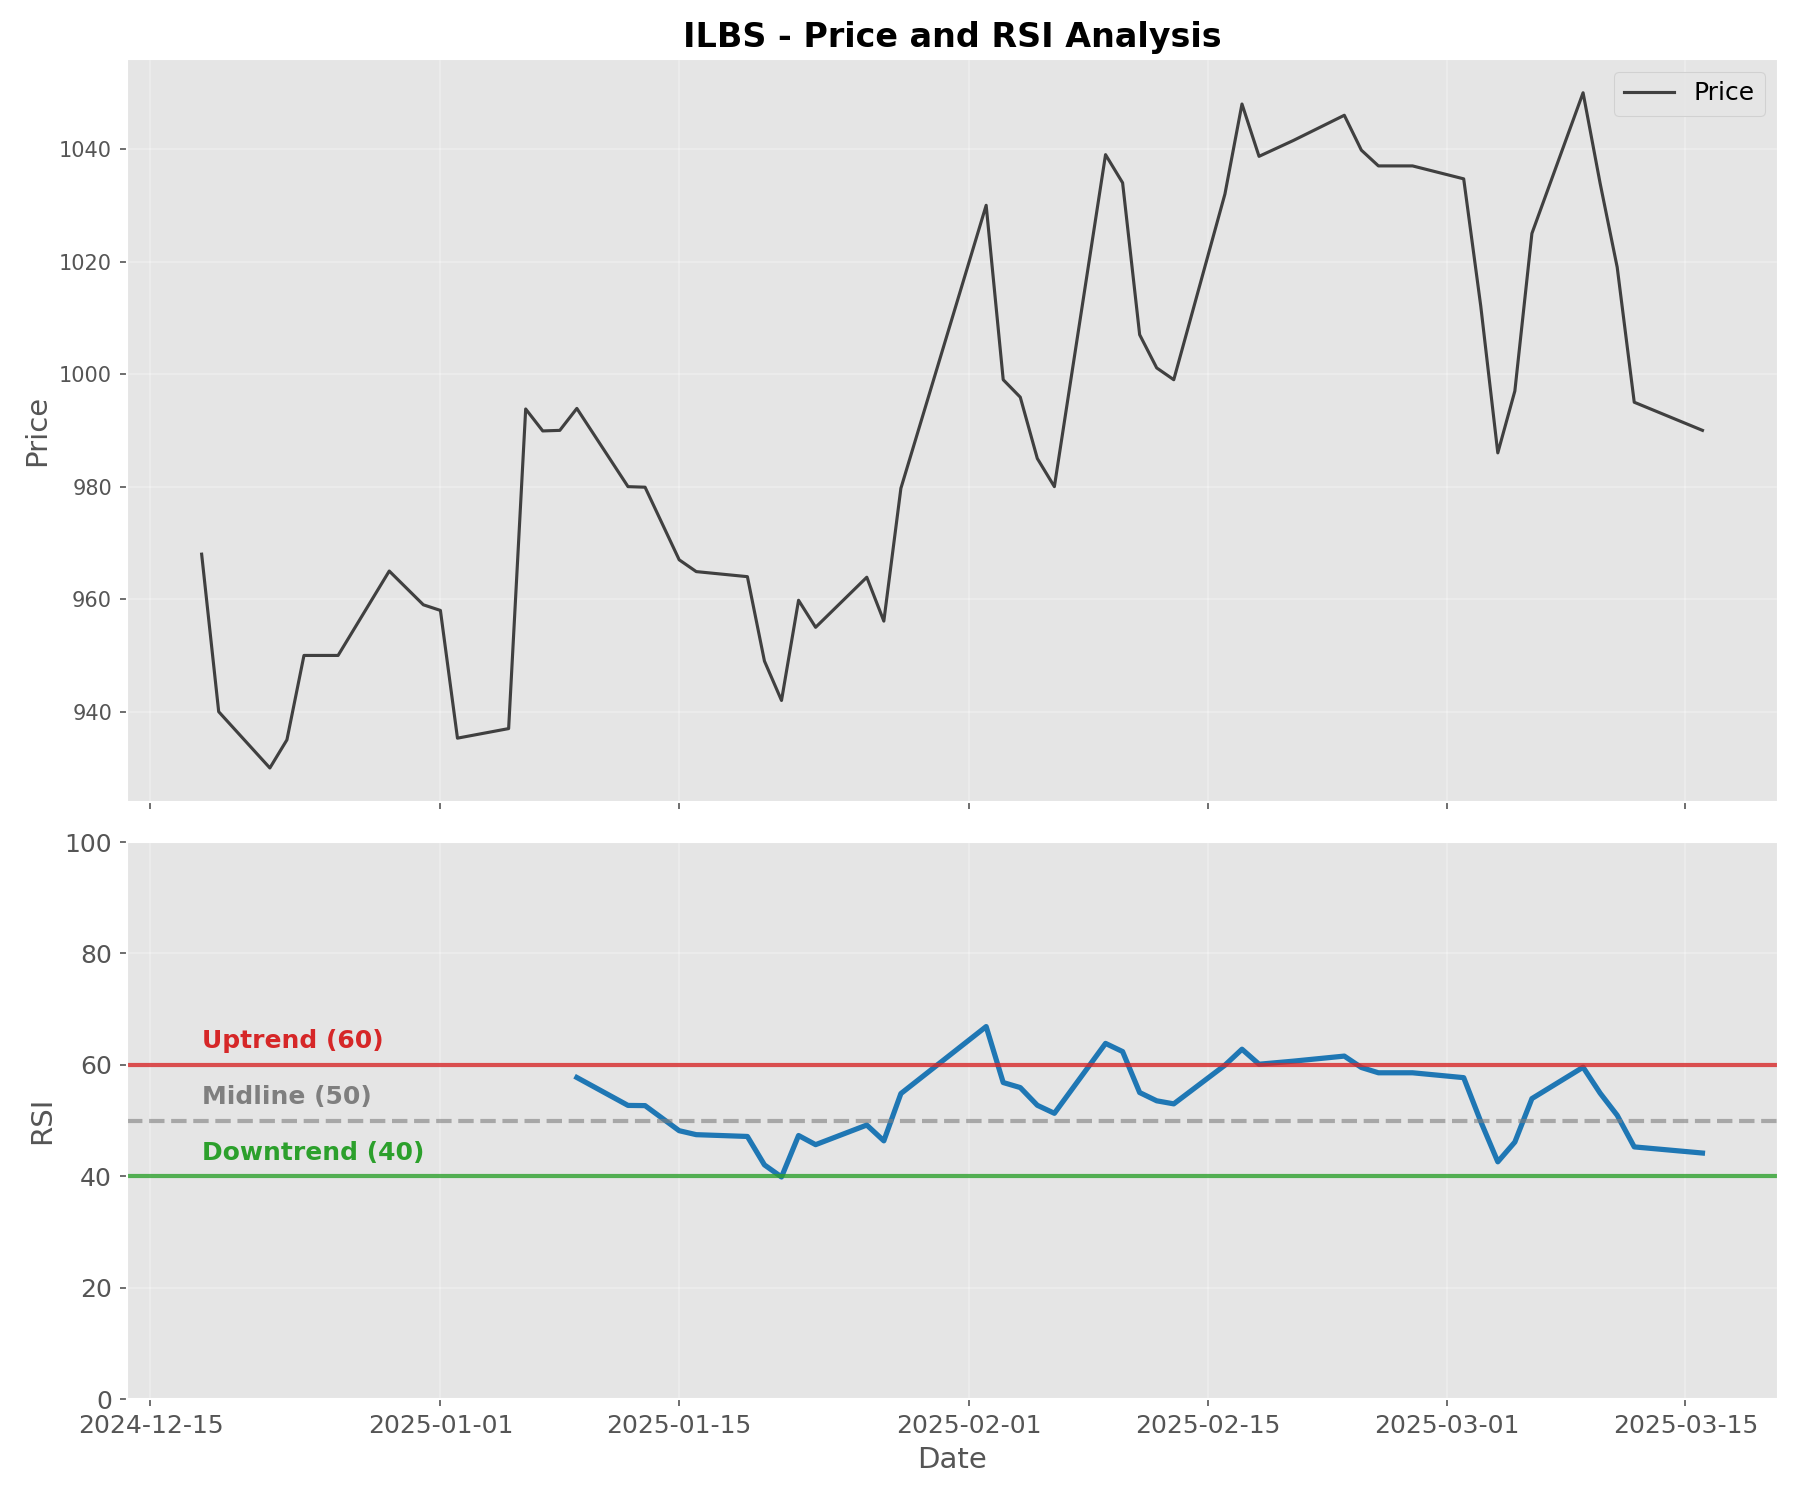 ILBS - Price and RSI Analysis
Price
1040
1020
1000
980
960
940
Price
100
80
60
40
20
0
RSI
Uptrend (60)
Midline (50)
Downtrend (40)
2024-12-15
2025-01-01
2025-01-15
2025-02-01
2025-02-15
2025-03-01
2025-03-15
Date